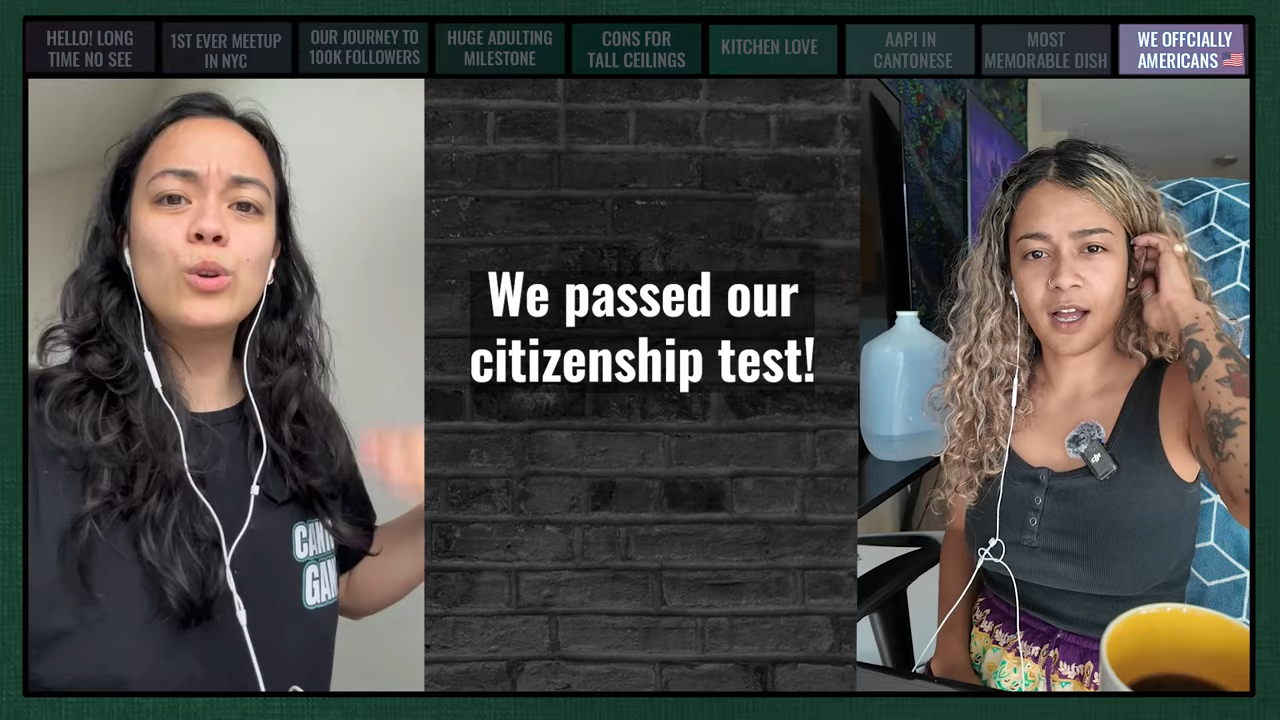 HELLO! LONG
TIME NO SEE
1ST EVER MEETUP
IN NYC
OUR JOURNEY TO
100K FOLLOWERS
HUGE ADULTING
MILESTONE
CONS FOR
TALL CEILINGS
KITCHEN LOVE
AAPI IN
CANTONESE
MOST
MEMORABLE DISH
WE OFFCIALLY
AMERICANS 🇺🇸
We passed our
citizenship test!
dji